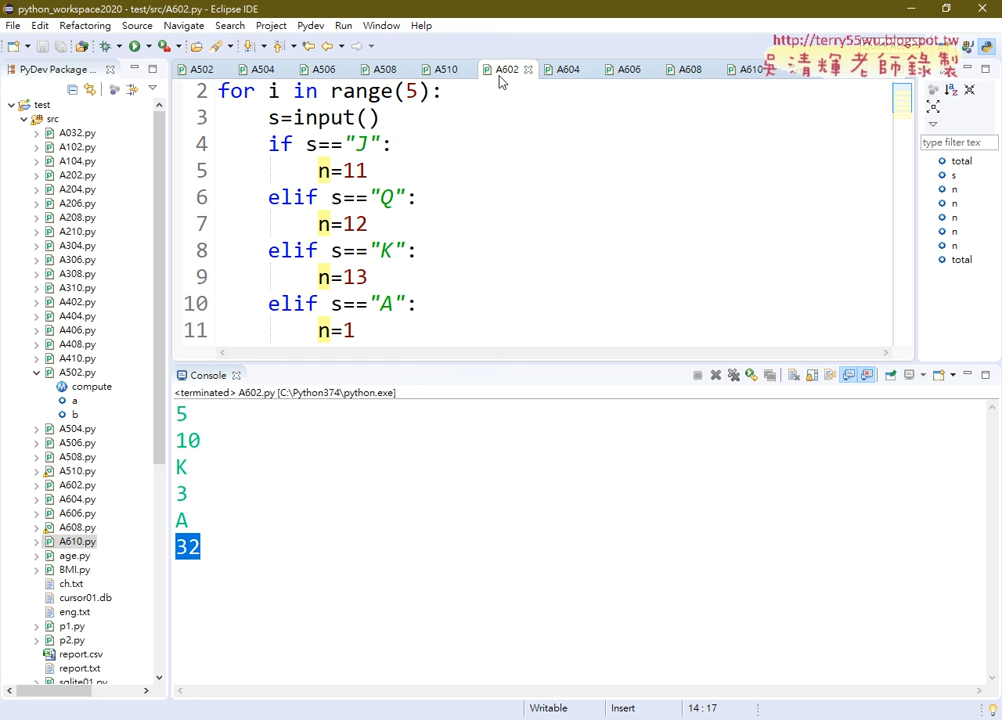 python_workspace2020 - test/src/A602.py - Eclipse IDE
File Edit Refactoring Source Navigate Search Project Pydev Run Window Help
http://terry55wu.blogspot.tw
吳清輝老師錄製
PyDev Package ...
A502 A504 A506 A508 A510 A602 A604 A606 A608 A610
test
src
A032.py
A102.py
A104.py
A202.py
A204.py
A206.py
A208.py
A210.py
A304.py
A306.py
A308.py
A310.py
A402.py
A404.py
A406.py
A408.py
A410.py
A502.py
compute
a
b
A504.py
A506.py
A508.py
A510.py
A602.py
A604.py
A606.py
A608.py
A610.py
age.py
BMI.py
ch.txt
cursor01.db
eng.txt
p1.py
p2.py
report.csv
report.txt
sqlite01.py
2 for i in range(5):
3 s=input()
4 if s=="J":
5 n=11
6 elif s=="Q":
7 n=12
8 elif s=="K":
9 n=13
10 elif s=="A":
11 n=1
type filter tex
total
s
n
n
n
n
n
total
Console
<terminated> A602.py [C:\Python374\python.exe]
5
10
K
3
A
32
Writable Insert 14 : 17